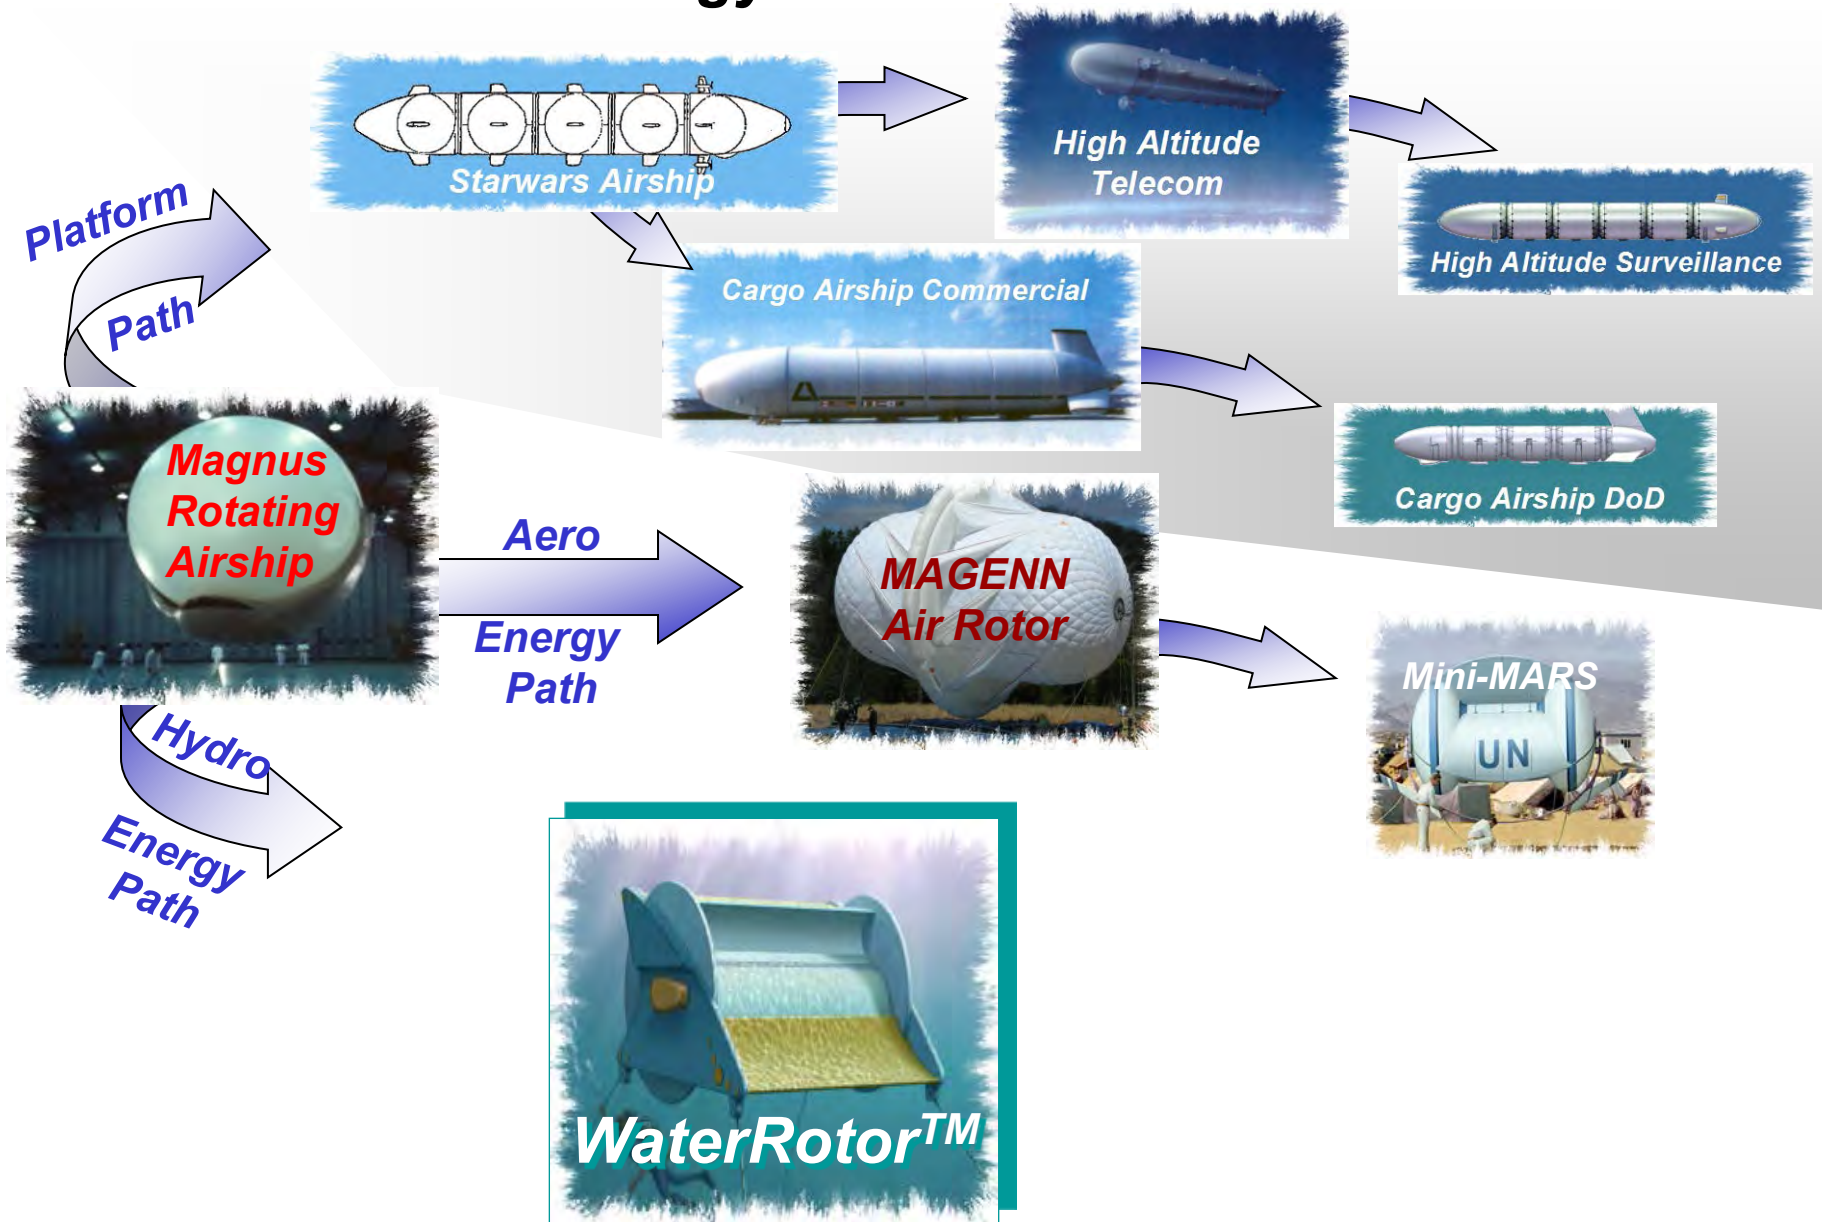 Starwars Airship
High Altitude
Telecom
High Altitude Surveillance
Platform
Path
Cargo Airship Commercial
Cargo Airship DoD
Magnus
Rotating
Airship
Aero
Energy
Path
MAGENN
Air Rotor
Mini-MARS
UN
Hydro
Energy
Path
WaterRotor™